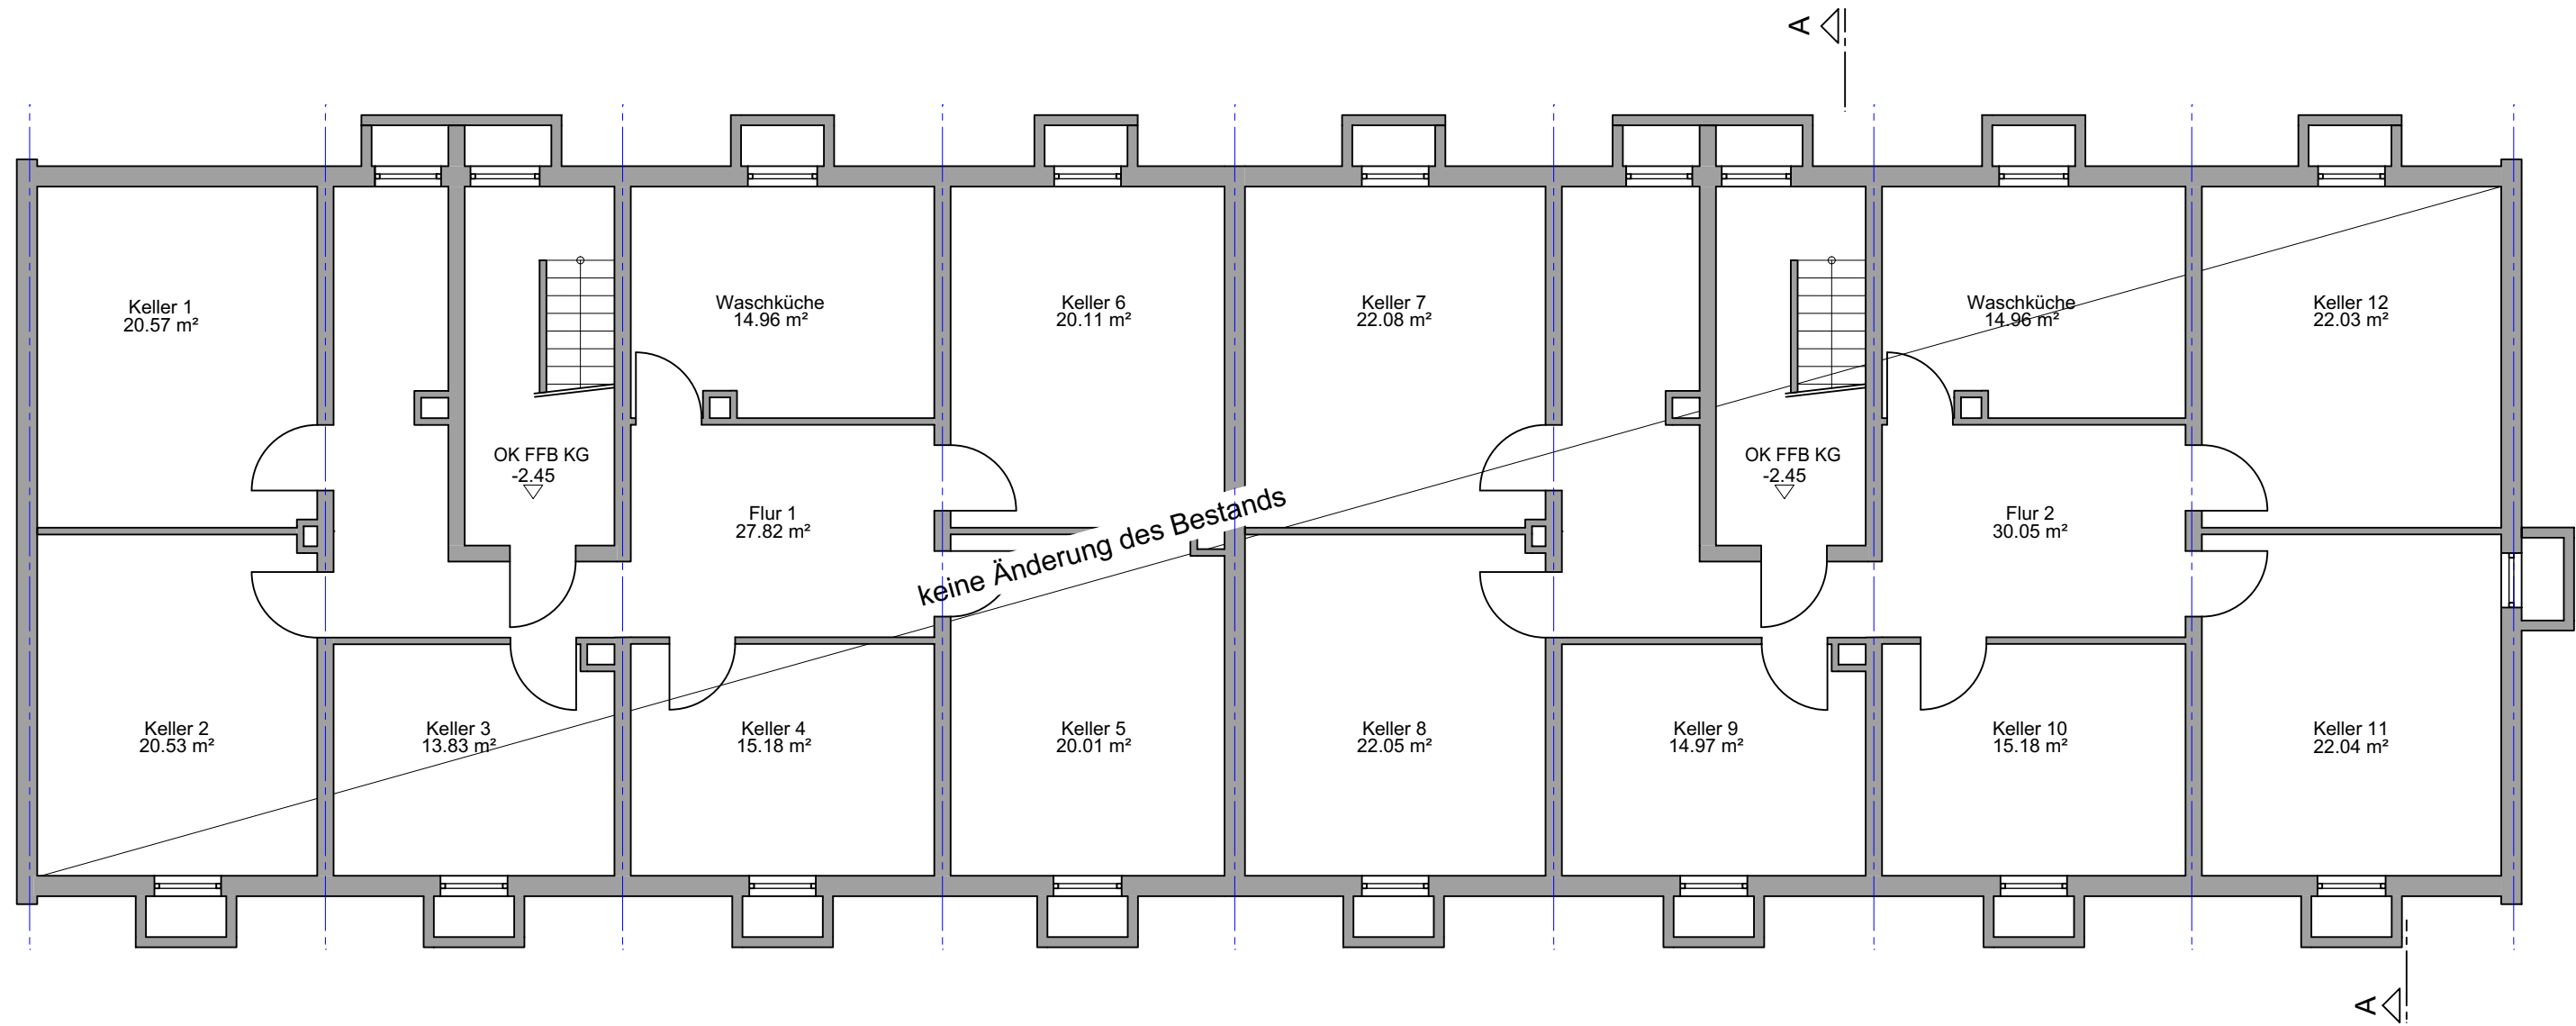 A
Keller 1
20.57 m²
Waschküche
14.96 m²
Keller 6
20.11 m²
Keller 7
22.08 m²
Waschküche
14.96 m²
Keller 12
22.03 m²
OK FFB KG
-2.45
OK FFB KG
-2.45
Flur 1
27.82 m²
keine Änderung des Bestands
Flur 2
30.05 m²
Keller 2
20.53 m²
Keller 3
13.83 m²
Keller 4
15.18 m²
Keller 5
20.01 m²
Keller 8
22.05 m²
Keller 9
14.97 m²
Keller 10
15.18 m²
Keller 11
22.04 m²
A